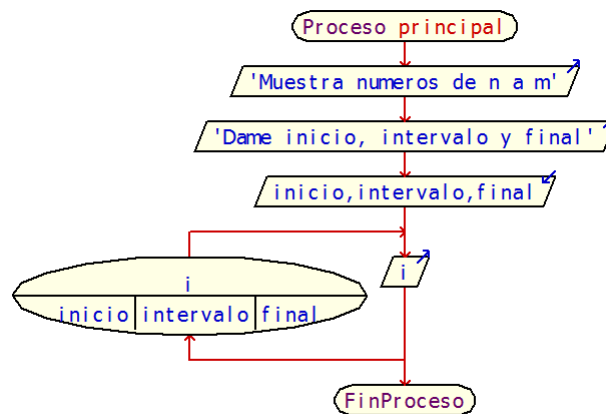 Proceso principal
'Muestra numeros de n a m'
'Dame inicio, intervalo y final'
inicio,intervalo,final
i
i
inicio intervalo final
FinProceso